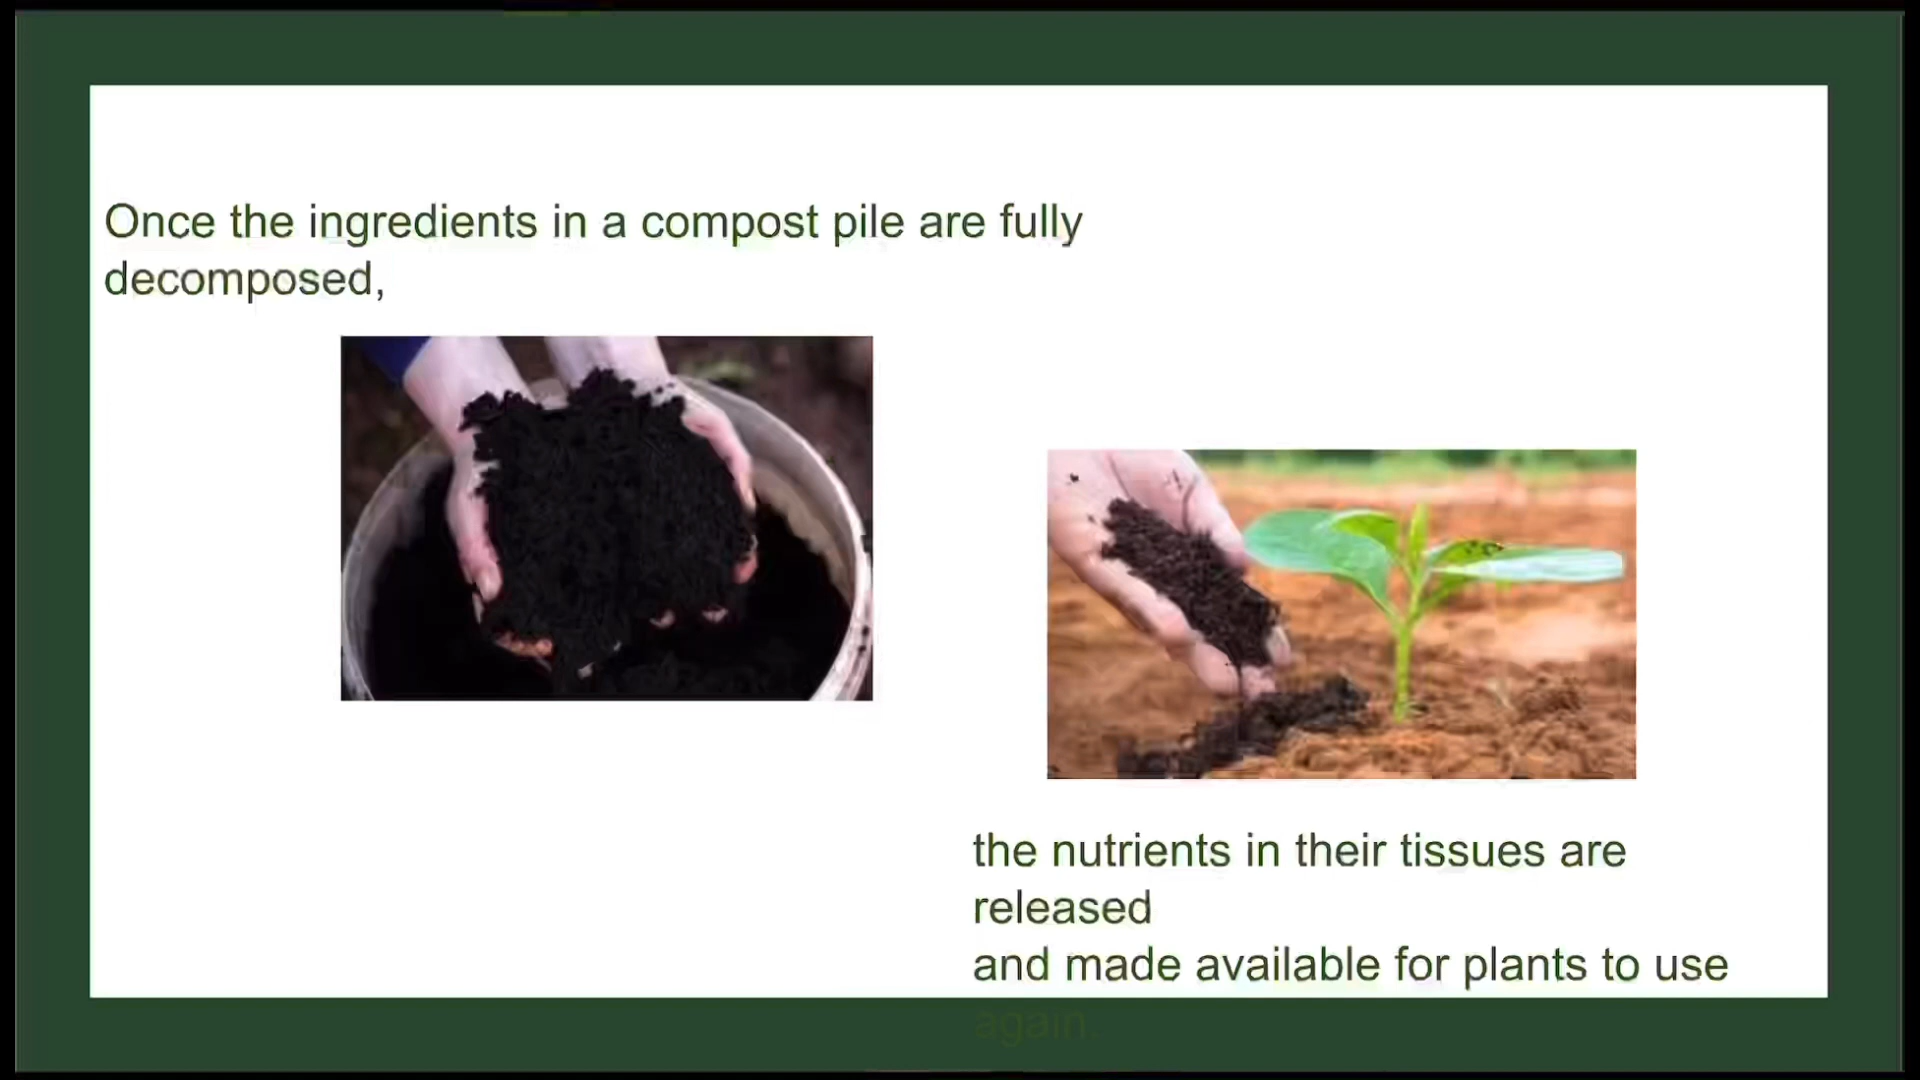 Once the ingredients in a compost pile are fully
decomposed,
the nutrients in their tissues are
released
and made available for plants to use
again.